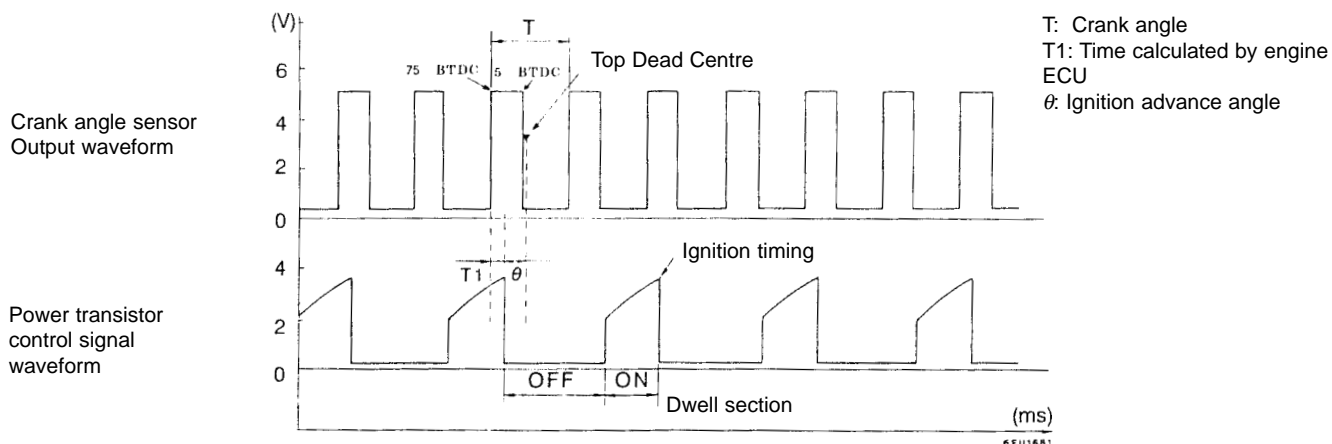 (V)
T
T: Crank angle
T1: Time calculated by engine
ECU
θ: Ignition advance angle
75 BTDC
5 BTDC
Top Dead Centre
6
4
2
0
Crank angle sensor
Output waveform
T1
θ
Ignition timing
4
2
0
Power transistor
control signal
waveform
OFF
ON
Dwell section
(ms)